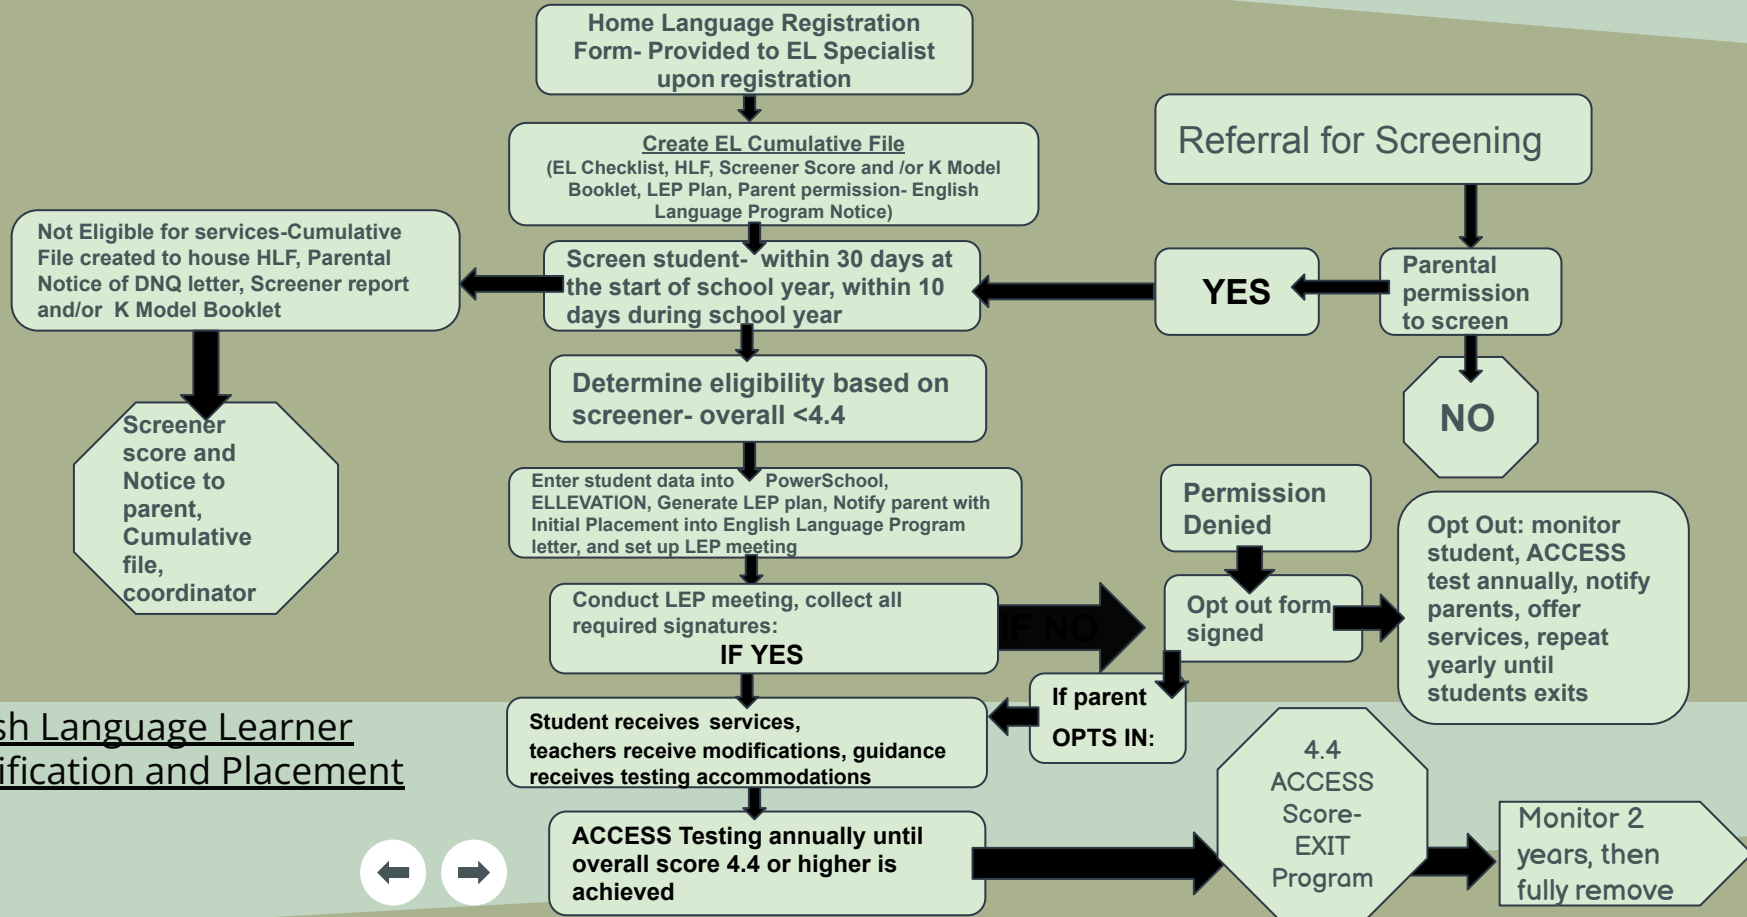 Home Language Registration
Form- Provided to EL Specialist
upon registration
Create EL Cumulative File
(EL Checklist, HLF, Screener Score and /or K Model
Booklet, LEP Plan, Parent permission- English
Language Program Notice)
Referral for Screening
Not Eligible for services-Cumulative
File created to house HLF, Parental
Notice of DNQ letter, Screener report
and/or K Model Booklet
Screen student- within 30 days at
the start of school year, within 10
days during school year
YES
Parental
permission
to screen
Determine eligibility based on
screener- overall <4.4
NO
Screener
score and
Notice to
parent,
Cumulative
file,
coordinator
Enter student data into PowerSchool,
ELLEVATION, Generate LEP plan, Notify parent with
Initial Placement into English Language Program
letter, and set up LEP meeting
Permission
Denied
Opt Out: monitor
student, ACCESS
test annually, notify
parents, offer
services, repeat
yearly until
students exits
Conduct LEP meeting, collect all
required signatures:
IF YES
IF NO
Opt out form
signed
If parent
OPTS IN:
Student receives services,
teachers receive modifications, guidance
receives testing accommodations
sh Language Learner
ification and Placement
ACCESS Testing annually until
overall score 4.4 or higher is
achieved
4.4
ACCESS
Score-
EXIT
Program
Monitor 2
years, then
fully remove